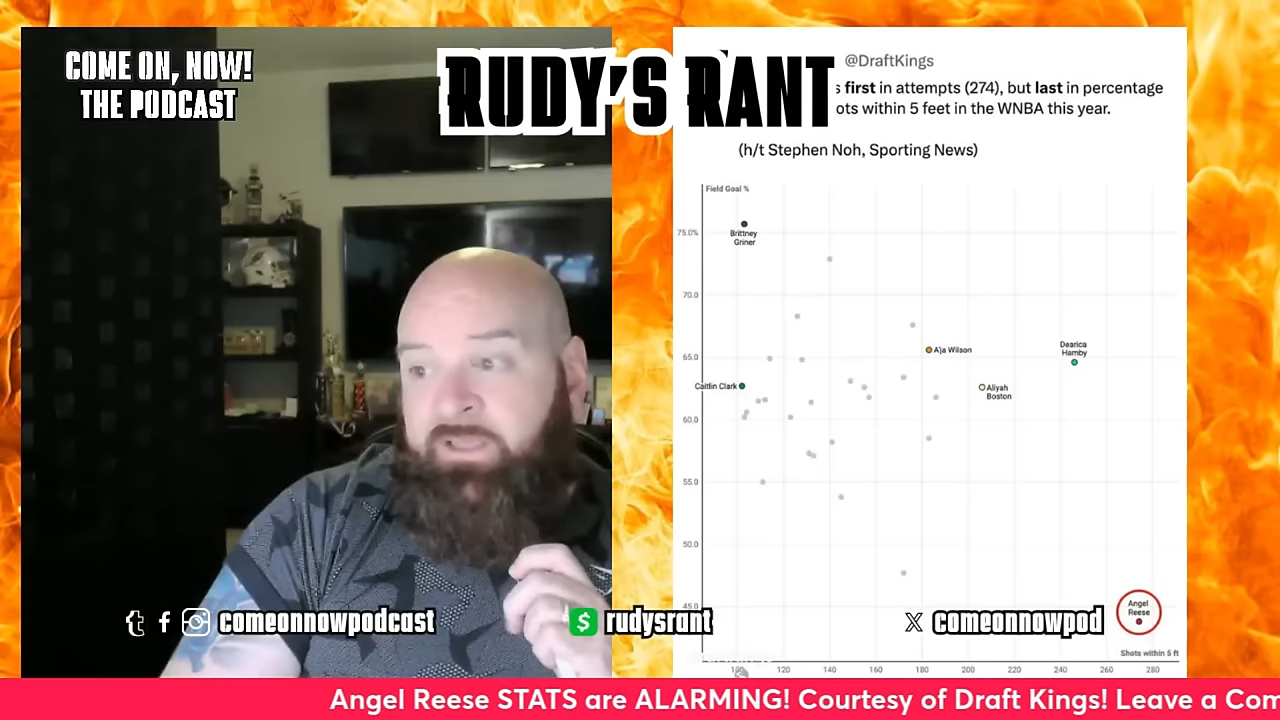 COME ON, NOW!
THE PODCAST
RUDY'S RANT
@DraftKings
s first in attempts (274), but last in percentage
ots within 5 feet in the WNBA this year.
(h/t Stephen Noh, Sporting News)
Field Goal %
75.0%
Brittney
Griner
70.0
65.0
A'ja Wilson
Dearica
Hamby
Caitlin Clark
Aliyah
Boston
60.0
55.0
50.0
45.0
Angel
Reese
Shots within 5 ft
100
120
140
160
180
200
220
240
260
280
comeonnowpodcast
rudysrant
comeonnowpod
Angel Reese STATS are ALARMING! Courtesy of Draft Kings! Leave a Com